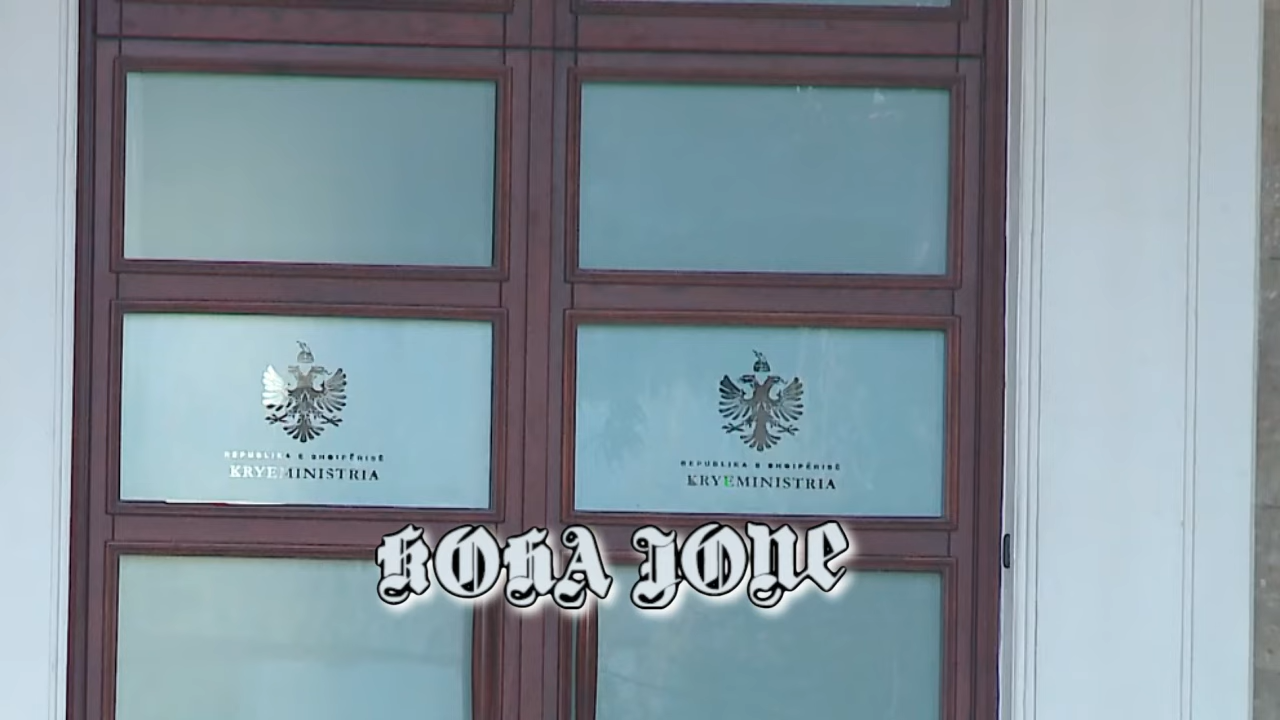 REPUBLIKA E SHQIPËRISË
KRYEMINISTRIA
REPUBLIKA E SHQIPËRISË
KRYEMINISTRIA
KOHA JONE